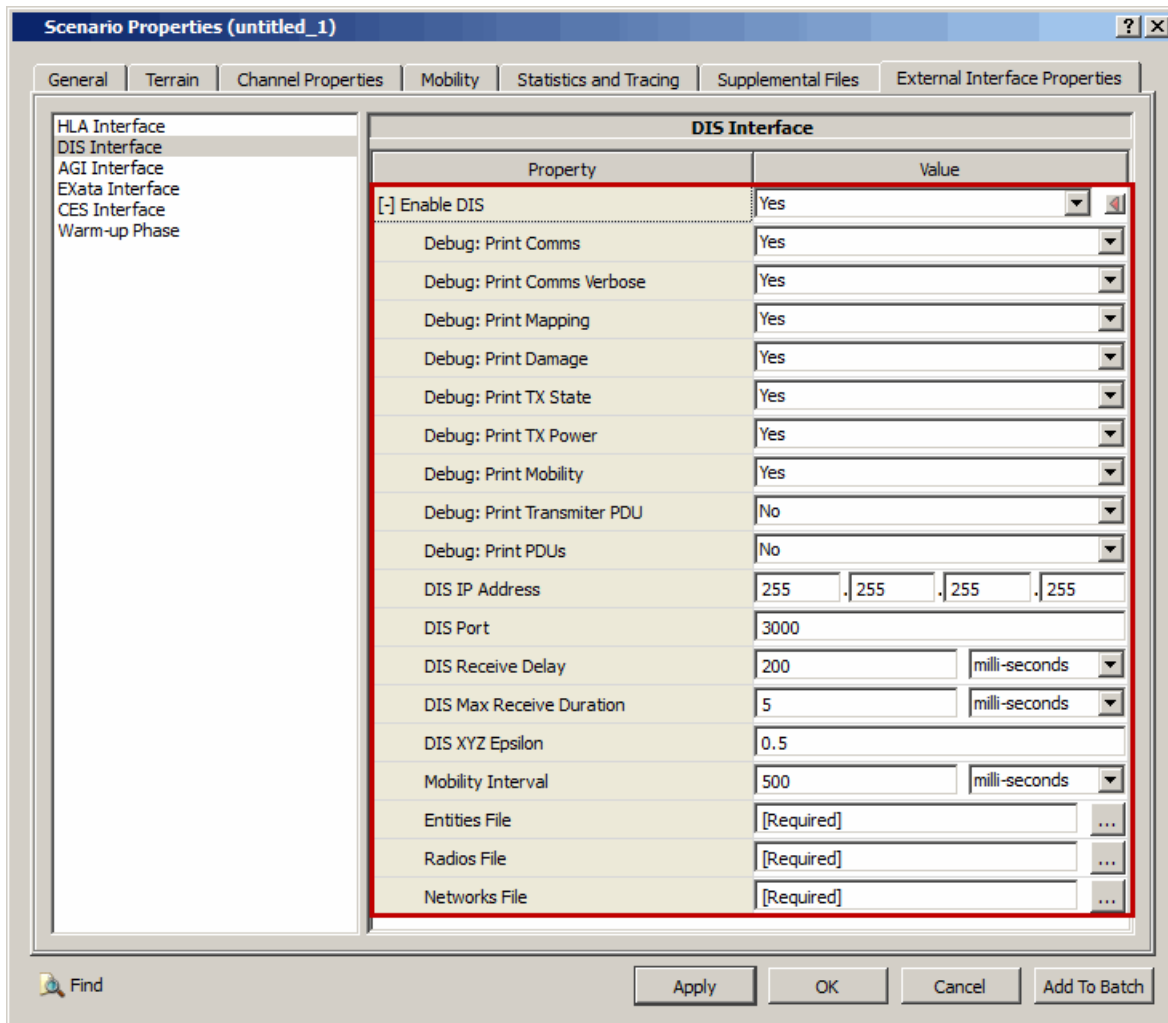 Scenario Properties (untitled_1)
General Terrain Channel Properties Mobility Statistics and Tracing Supplemental Files External Interface Properties
HLA Interface
DIS Interface
AGI Interface
EXata Interface
CES Interface
Warm-up Phase
DIS Interface
Property Value
[-] Enable DIS Yes
Debug: Print Comms Yes
Debug: Print Comms Verbose Yes
Debug: Print Mapping Yes
Debug: Print Damage Yes
Debug: Print TX State Yes
Debug: Print TX Power Yes
Debug: Print Mobility Yes
Debug: Print Transmiter PDU No
Debug: Print PDUs No
DIS IP Address 255 .255 .255 .255
DIS Port 3000
DIS Receive Delay 200 milli-seconds
DIS Max Receive Duration 5 milli-seconds
DIS XYZ Epsilon 0.5
Mobility Interval 500 milli-seconds
Entities File [Required] ...
Radios File [Required] ...
Networks File [Required] ...
Find Apply OK Cancel Add To Batch